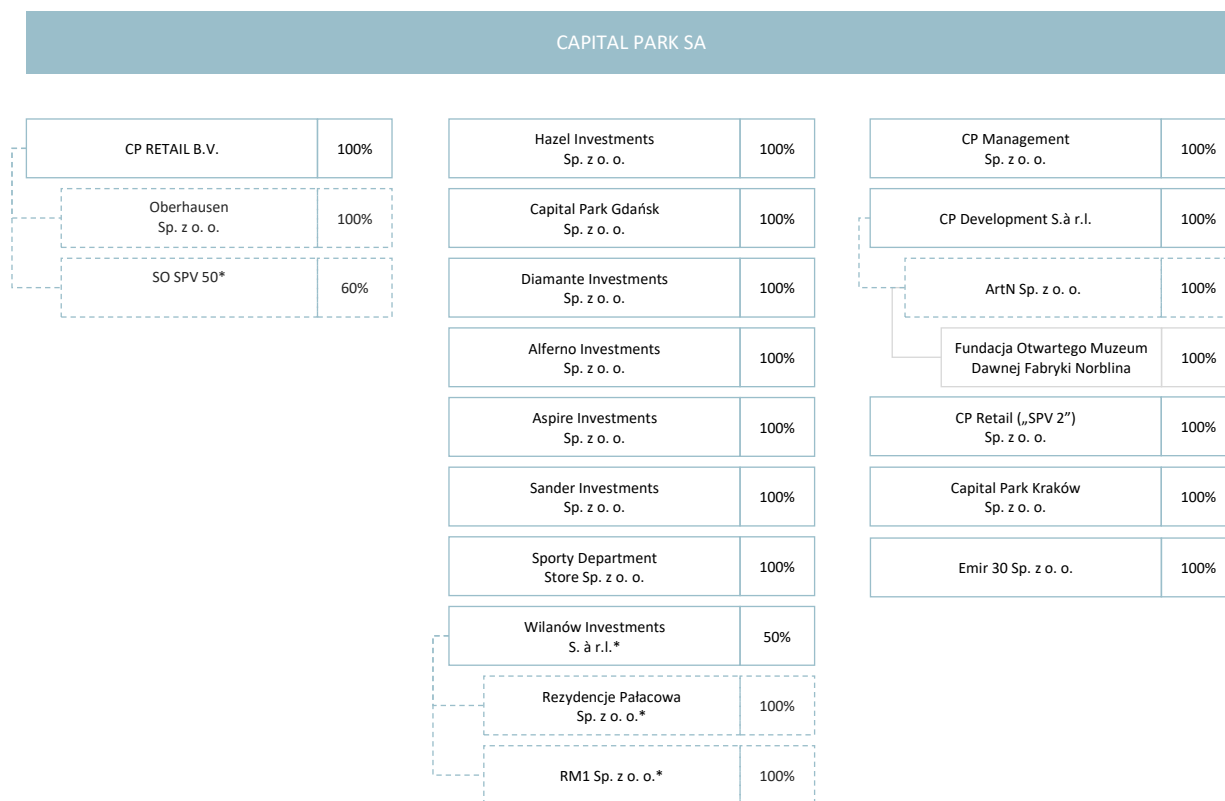 CAPITAL PARK SA
CP RETAIL B.V.
100%
Oberhausen
Sp. z o. o.
100%
SO SPV 50*
60%
Hazel Investments
Sp. z o. o.
100%
Capital Park Gdańsk
Sp. z o. o.
100%
Diamante Investments
Sp. z o. o.
100%
Alferno Investments
Sp. z o. o.
100%
Aspire Investments
Sp. z o. o.
100%
Sander Investments
Sp. z o. o.
100%
Sporty Department
Store Sp. z o. o.
100%
Wilanów Investments
S. à r.l.*
50%
Rezydencje Pałacowa
Sp. z o. o.*
100%
RM1 Sp. z o. o.*
100%
CP Management
Sp. z o. o.
100%
CP Development S.à r.l.
100%
ArtN Sp. z o. o.
100%
Fundacja Otwartego Muzeum
Dawnej Fabryki Norblina
100%
CP Retail („SPV 2”)
Sp. z o. o.
100%
Capital Park Kraków
Sp. z o. o.
100%
Emir 30 Sp. z o. o.
100%